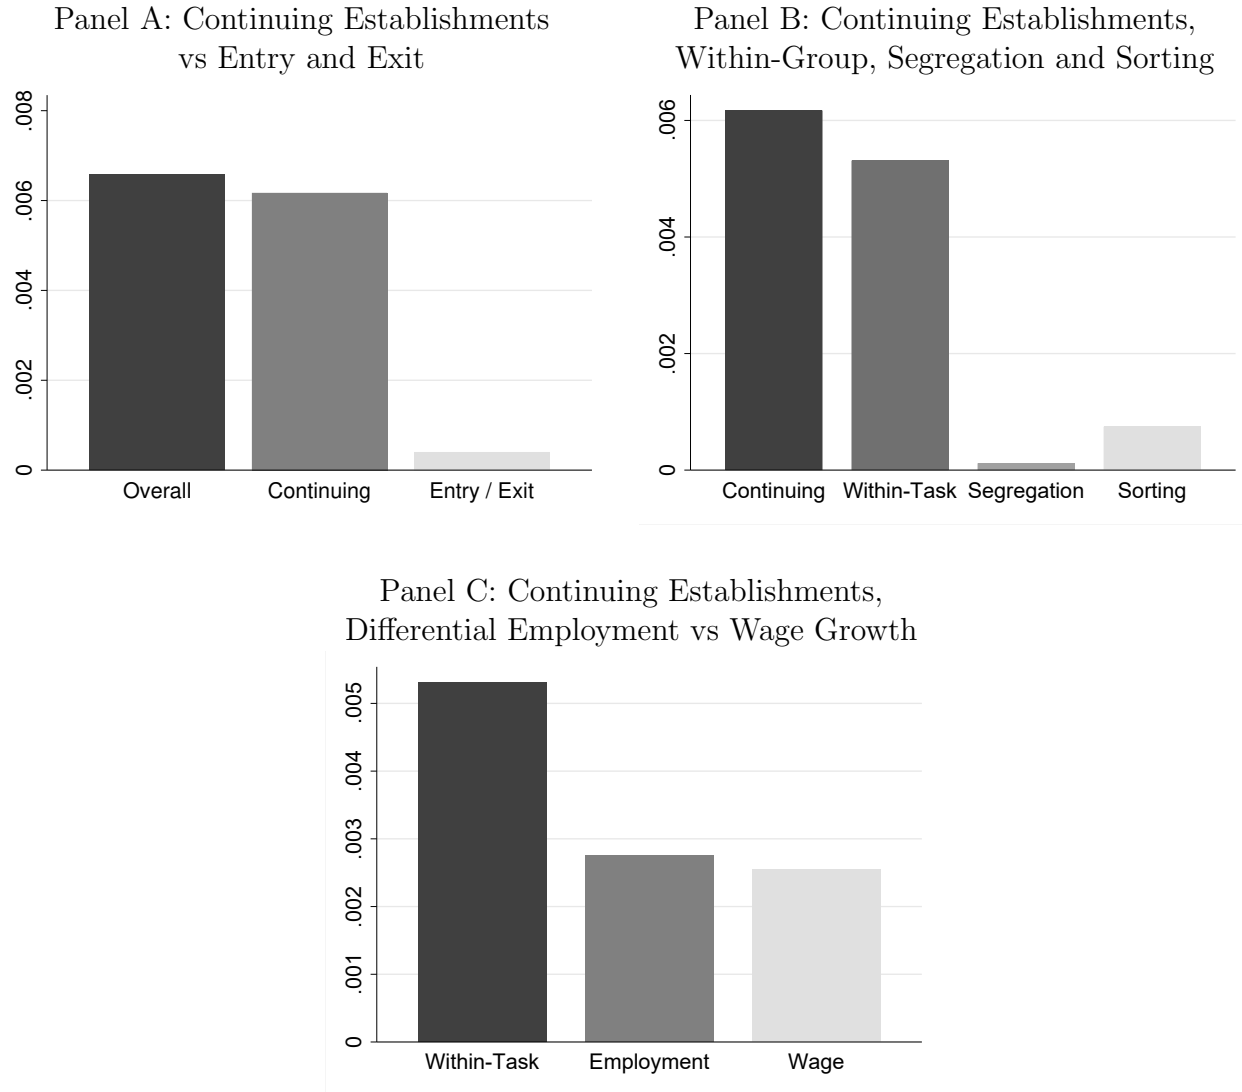 Panel A: Continuing Establishments
vs Entry and Exit
.008
.006
.004
.002
0
Overall
Continuing
Entry / Exit
Panel B: Continuing Establishments,
Within-Group, Segregation and Sorting
.006
.004
.002
0
Continuing
Within-Task
Segregation
Sorting
Panel C: Continuing Establishments,
Differential Employment vs Wage Growth
.005
.004
.003
.002
.001
0
Within-Task
Employment
Wage